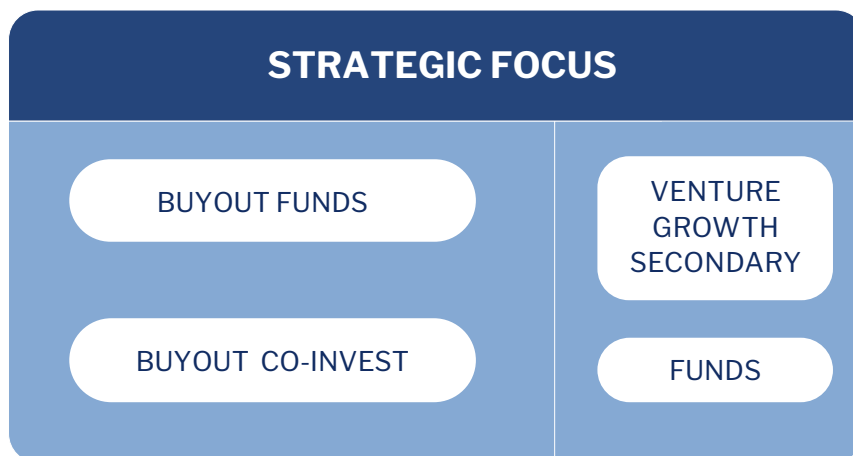 STRATEGIC FOCUS
BUYOUT FUNDS
BUYOUT CO-INVEST
VENTURE
GROWTH
SECONDARY
FUNDS